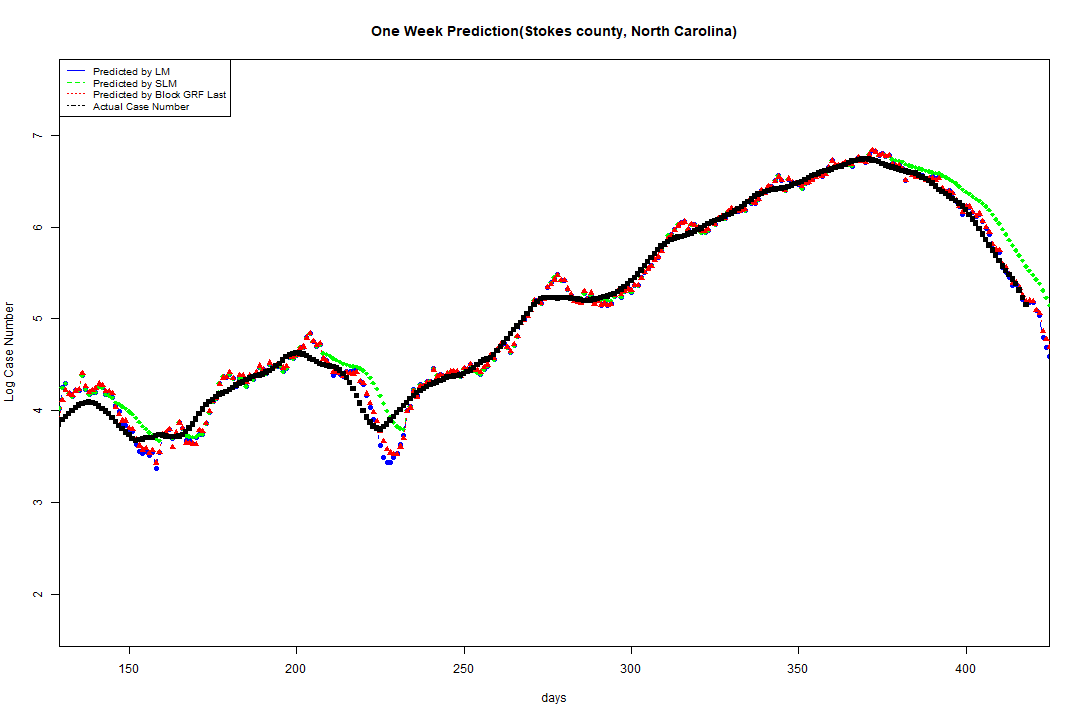 One Week Prediction(Stokes county, North Carolina)
Predicted by LM
Predicted by SLM
Predicted by Block GRF Last
Actual Case Number
7
6
5
4
3
2
Log Case Number
150 200 250 300 350 400
days